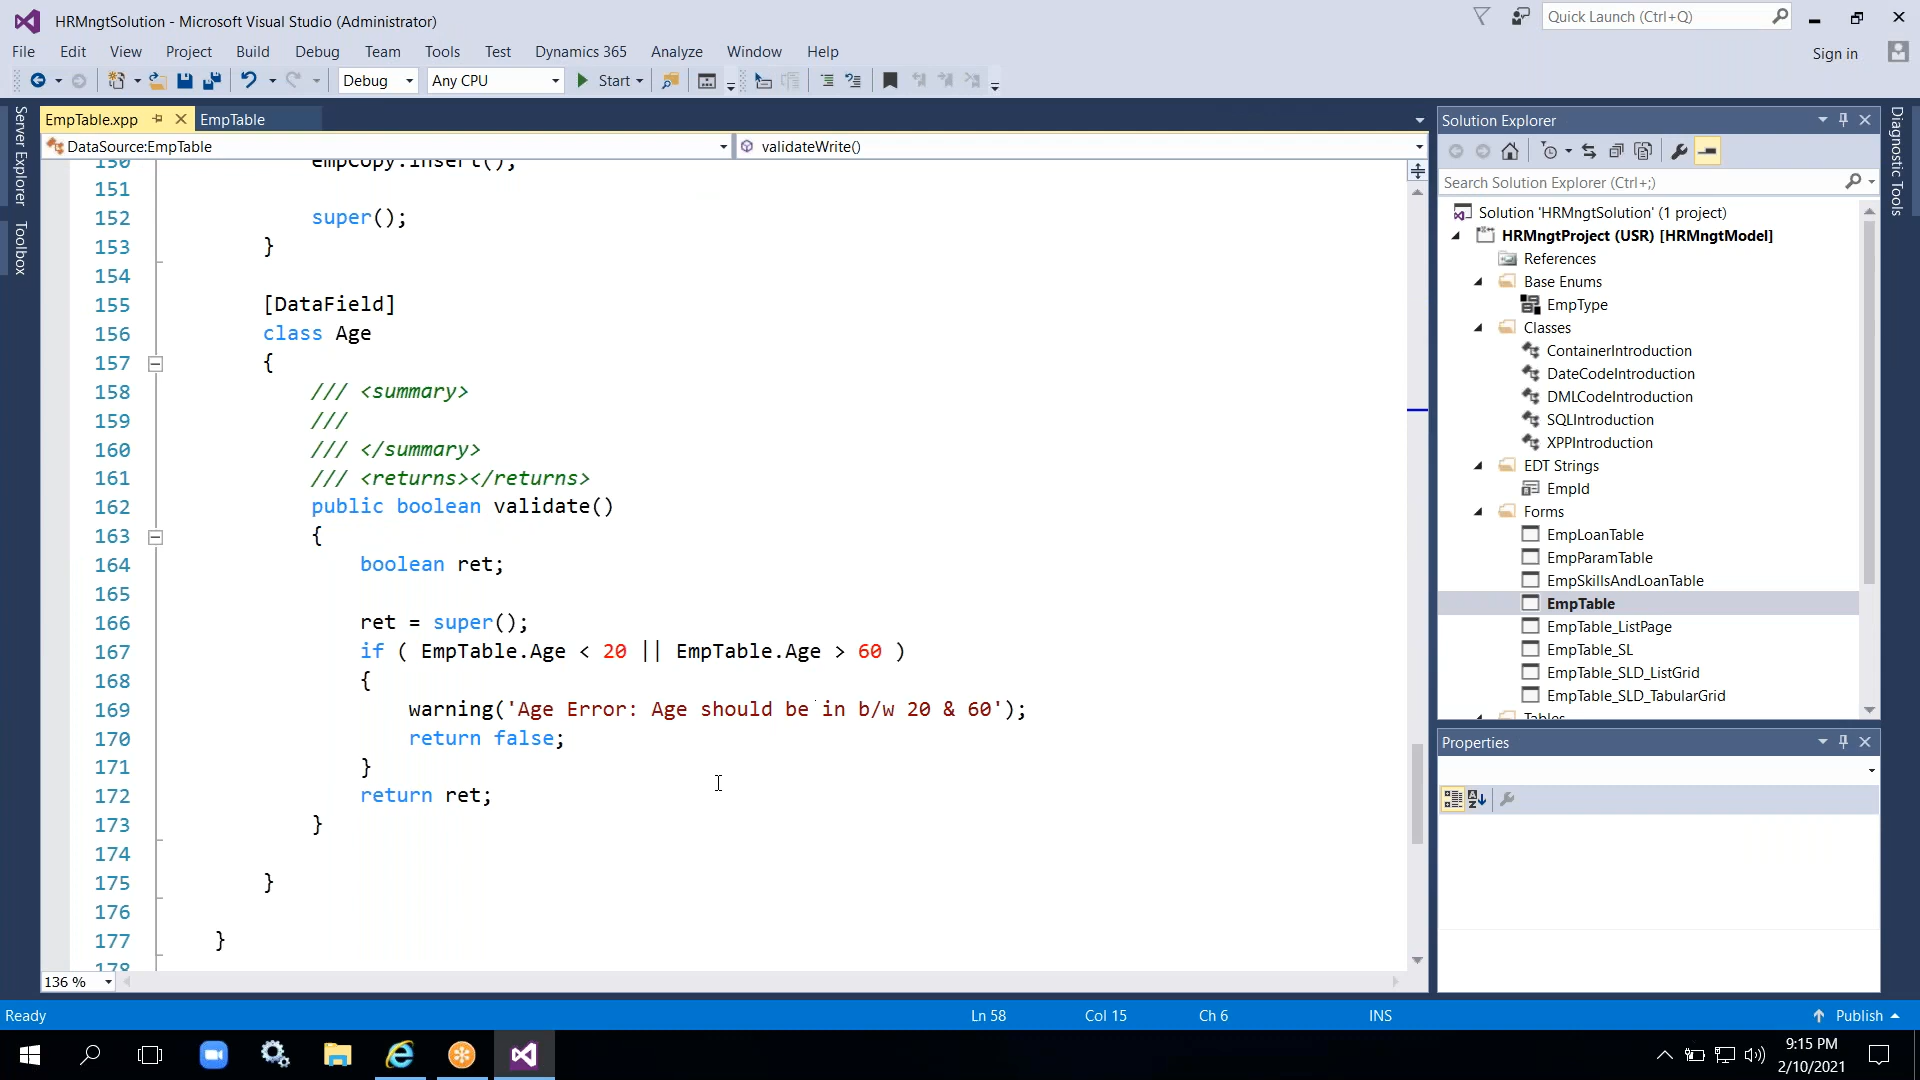 HRMngtSolution - Microsoft Visual Studio (Administrator)
Quick Launch (Ctrl+Q)
File Edit View Project Build Debug Team Tools Test Dynamics 365 Analyze Window Help
Sign in
Debug Any CPU Start
Server Explorer
Toolbox
EmpTable.xpp EmpTable
DataSource:EmpTable validateWrite()
150 empCopy.insert();
151
152 super();
153 }
154
155 [DataField]
156 class Age
157 {
158 /// <summary>
159 ///
160 /// </summary>
161 /// <returns></returns>
162 public boolean validate()
163 {
164 boolean ret;
165
166 ret = super();
167 if ( EmpTable.Age < 20 || EmpTable.Age > 60 )
168 {
169 warning('Age Error: Age should be in b/w 20 & 60');
170 return false;
171 }
172 return ret;
173 }
174
175 }
176
177 }
178
136 %
Solution Explorer
Search Solution Explorer (Ctrl+;)
Solution 'HRMngtSolution' (1 project)
HRMngtProject (USR) [HRMngtModel]
References
Base Enums
EmpType
Classes
ContainerIntroduction
DateCodeIntroduction
DMLCodeIntroduction
SQLIntroduction
XPPIntroduction
EDT Strings
EmpId
Forms
EmpLoanTable
EmpParamTable
EmpSkillsAndLoanTable
EmpTable
EmpTable_ListPage
EmpTable_SL
EmpTable_SLD_ListGrid
EmpTable_SLD_TabularGrid
Tables
Properties
Diagnostic Tools
Ready Ln 58 Col 15 Ch 6 INS Publish
9:15 PM
2/10/2021